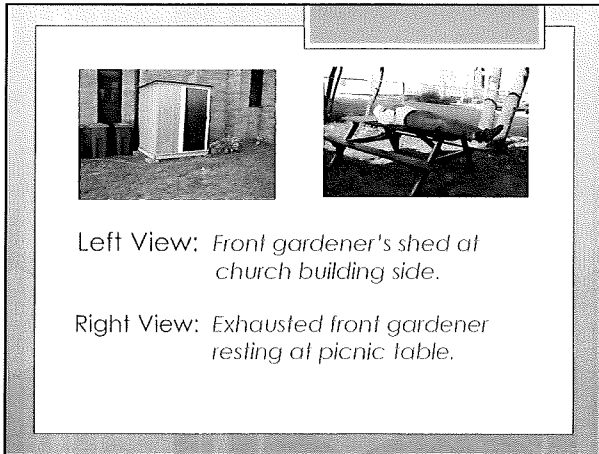 Left View: Front gardener's shed at
church building side.
Right View: Exhausted front gardener
resting at picnic table.